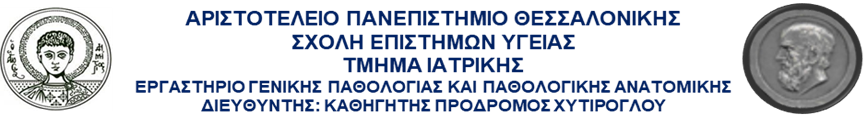 ΑΡΙΣΤΟΤΕΛΕΙΟ ΠΑΝΕΠΙΣΤΗΜΙΟ ΘΕΣΣΑΛΟΝΙΚΗΣ
ΣΧΟΛΗ ΕΠΙΣΤΗΜΩΝ ΥΓΕΙΑΣ
ΤΜΗΜΑ ΙΑΤΡΙΚΗΣ
ΕΡΓΑΣΤΗΡΙΟ ΓΕΝΙΚΗΣ ΠΑΘΟΛΟΓΙΑΣ ΚΑΙ ΠΑΘΟΛΟΓΙΚΗΣ ΑΝΑΤΟΜΙΚΗΣ
ΔΙΕΥΘΥΝΤΗΣ: ΚΑΘΗΓΗΤΗΣ ΠΡΟΔΡΟΜΟΣ ΧΥΤΙΡΟΓΛΟΥ